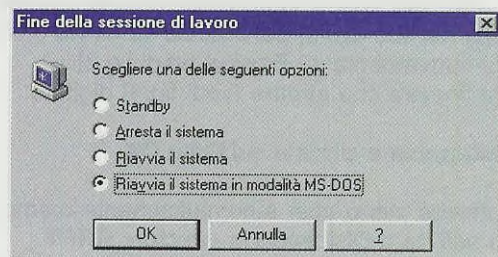 Fine della sessione di lavoro
Scegliere una delle seguenti opzioni:
Standby
Arresta il sistema
Riavvia il sistema
Riavvia il sistema in modalità MS-DOS
OK Annulla ?